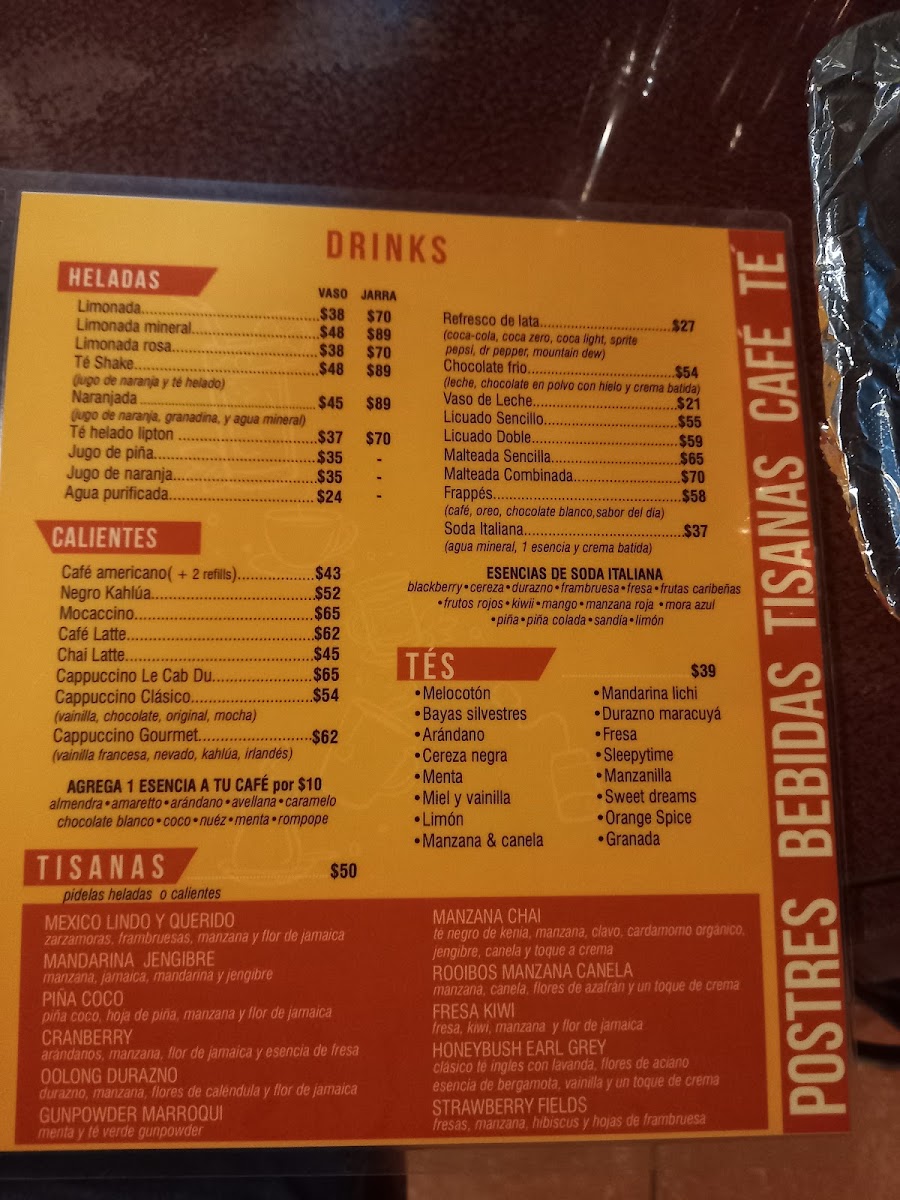 DRINKS
HELADAS
VASO JARRA
Limonada $38 $70
Limonada mineral $48 $89
Limonada rosa $38 $70
Té Shake $48 $89
(jugo de naranja y té helado)
Naranjada $45 $89
(jugo de naranja, granadina, y agua mineral)
Té helado lipton $37 $70
Jugo de piña $35 -
Jugo de naranja $35 -
Agua purificada $24 -
CALIENTES
Café americano( + 2 refills) $43
Negro Kahlúa $52
Mocaccino $65
Café Latte $62
Chai Latte $45
Cappuccino Le Cab Du $65
Cappuccino Clásico $54
(vainilla, chocolate, original, mocha)
Cappuccino Gourmet $62
(vainilla francesa, nevado, kahlúa, irlandés)
AGREGA 1 ESENCIA A TU CAFÉ por $10
almendra•amaretto•arándano•avellana•caramelo
chocolate blanco•coco•nuéz•menta•rompope
Refresco de lata $27
(coca-cola, coca zero, coca light, sprite
pepsi, dr pepper, mountain dew)
Chocolate frio $54
(leche, chocolate en polvo con hielo y crema batida)
Vaso de Leche $21
Licuado Sencillo $55
Licuado Doble $59
Malteada Sencilla $65
Malteada Combinada $70
Frappés $58
(café, oreo, chocolate blanco,sabor del día)
Soda Italiana $37
(agua mineral, 1 esencia y crema batida)
ESENCIAS DE SODA ITALIANA
blackberry•cereza•durazno•frambruesa•fresa•frutas caribeñas
•frutos rojos•kiwii•mango•manzana roja •mora azul
•piña•piña colada•sandía•limón
TÉS $39
•Melocotón
•Bayas silvestres
•Arándano
•Cereza negra
•Menta
•Miel y vainilla
•Limón
•Manzana & canela
•Mandarina lichi
•Durazno maracuyá
•Fresa
•Sleepytime
•Manzanilla
•Sweet dreams
•Orange Spice
•Granada
TISANAS $50
pidelas heladas o calientes
MEXICO LINDO Y QUERIDO
zarzamoras, frambruesas, manzana y flor de jamaica
MANDARINA JENGIBRE
manzana, jamaica, mandarina y jengibre
PIÑA COCO
piña coco, hoja de piña, manzana y flor de jamaica
CRANBERRY
arándanos, manzana, flor de jamaica y esencia de fresa
OOLONG DURAZNO
durazno, manzana, flores de caléndula y flor de jamaica
GUNPOWDER MARROQUI
menta y té verde gunpowder
MANZANA CHAI
té negro de kenia, manzana, clavo, cardamomo orgánico,
jengibre, canela y toque a crema
ROOIBOS MANZANA CANELA
manzana, canela, flores de azafrán y un toque de crema
FRESA KIWI
fresa, kiwi, manzana y flor de jamaica
HONEYBUSH EARL GREY
clásico té ingles con lavanda, flores de aciano
esencia de bergamota, vainilla y un toque de crema
STRAWBERRY FIELDS
fresas, manzana, hibiscus y hojas de frambruesa
POSTRES BEBIDAS TISANAS CAFÉ TÉ